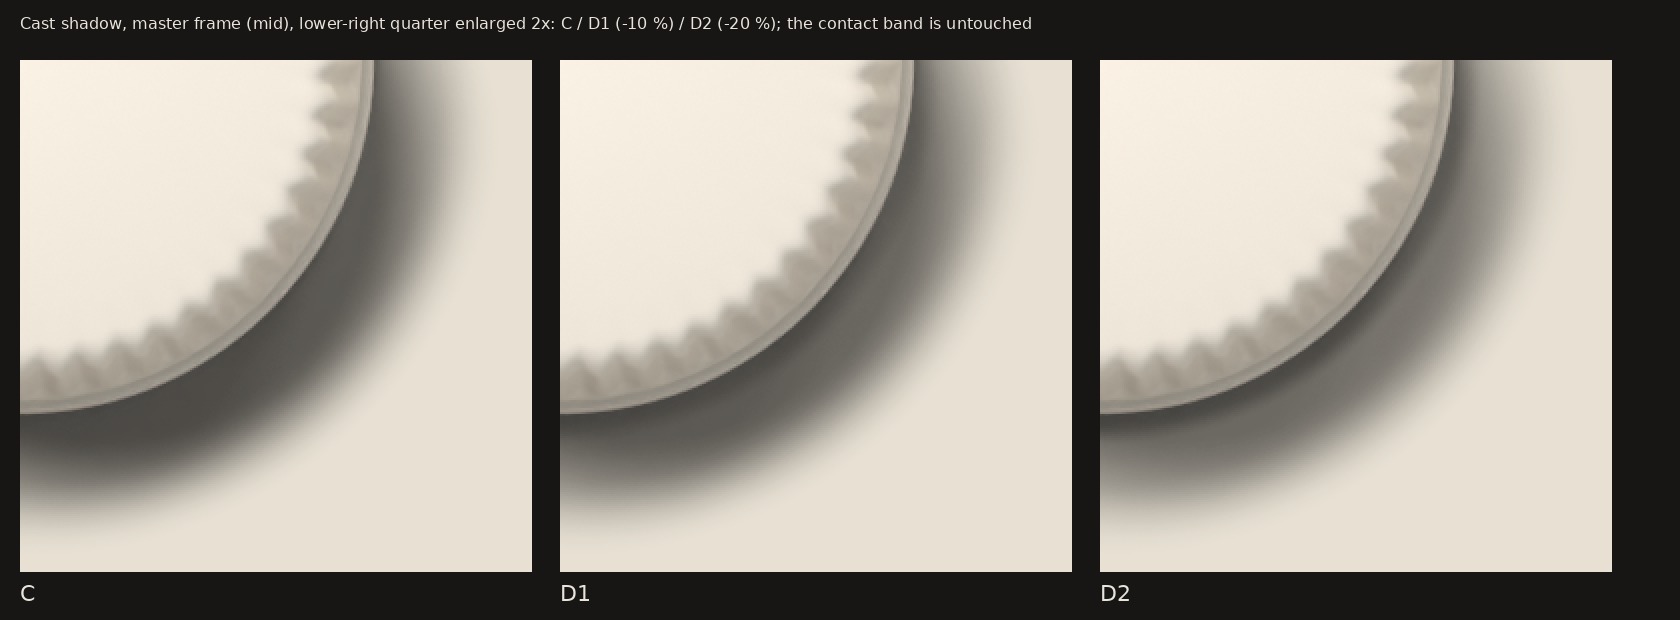 Cast shadow, master frame (mid), lower-right quarter enlarged 2x: C / D1 (-10 %) / D2 (-20 %); the contact band is untouched
C
D1
D2